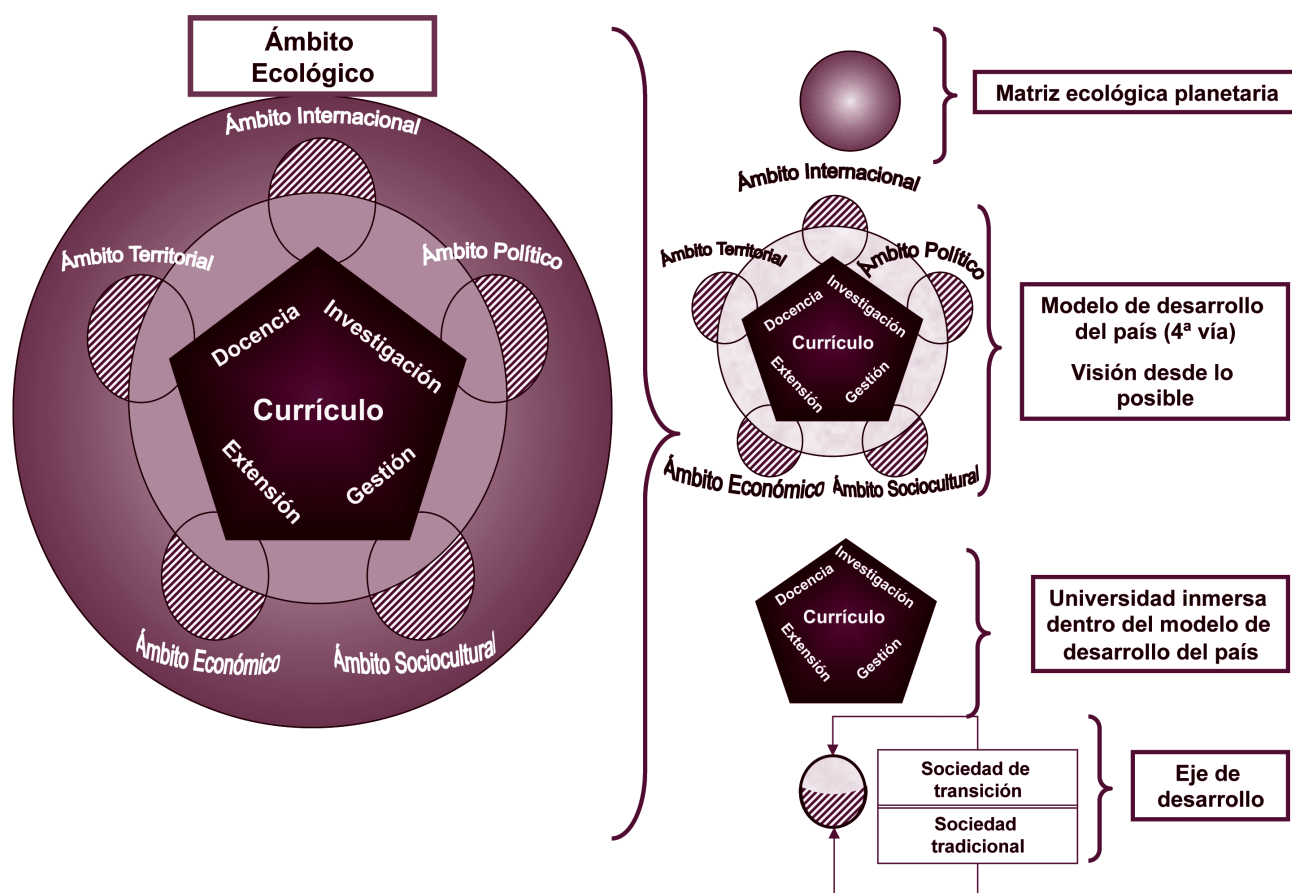 Ámbito
Ecológico
Ámbito Internacional
Ámbito Territorial
Ámbito Político
Docencia
Investigación
Currículo
Extensión
Gestión
Ámbito Económico
Ámbito Sociocultural
Matriz ecológica planetaria
Ámbito Internacional
Ámbito Territorial
Ámbito Político
Docencia
Investigación
Currículo
Extensión
Gestión
Ámbito Económico
Ámbito Sociocultural
Modelo de desarrollo
del país (4ª vía)
Visión desde lo
posible
Docencia
Investigación
Currículo
Extensión
Gestión
Universidad inmersa
dentro del modelo de
desarrollo del país
Sociedad de
transición
Sociedad
tradicional
Eje de
desarrollo